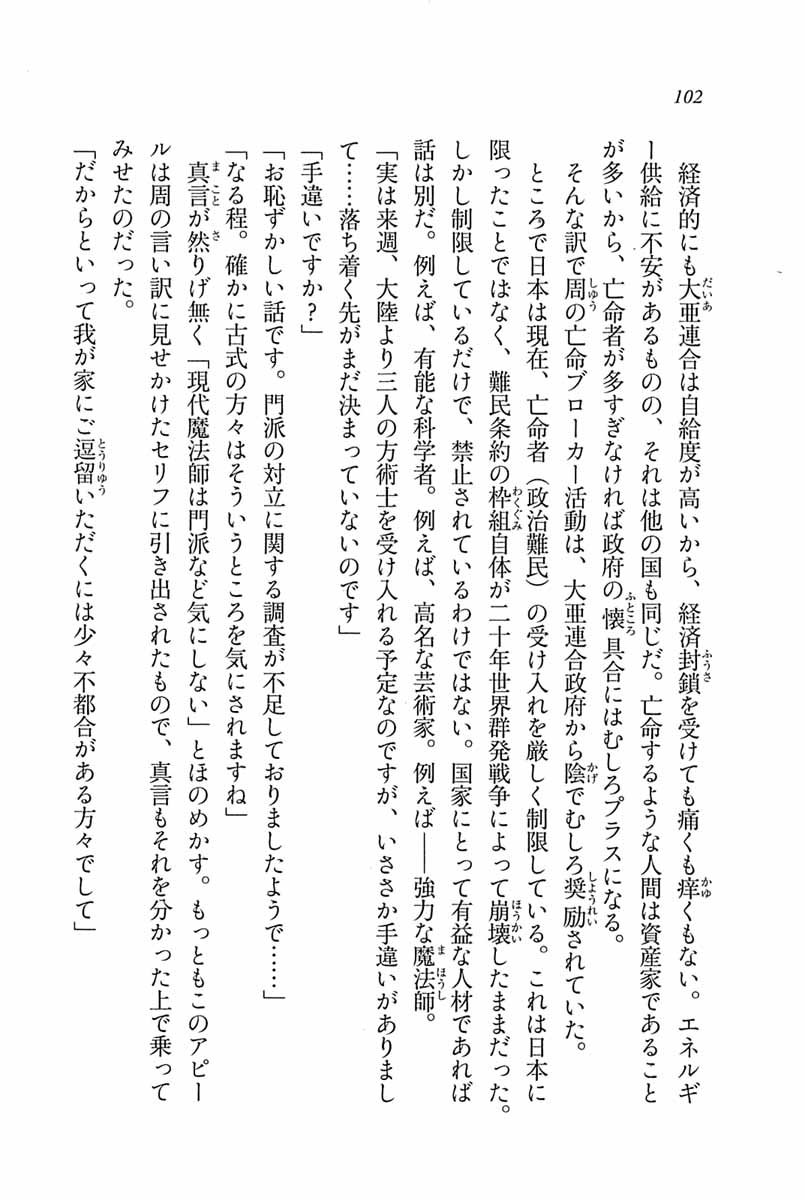 102
経済的にも大亜連合は自給度が高いから、経済封鎖を受けても痛くも痒くもない。エネルギ
ー供給に不安があるものの、それは他の国も同じだ。亡命するような人間は資産家であること
が多いから、亡命者が多すぎなければ政府の懐具合にはむしろプラスになる。
そんな訳で周の亡命ブローカー活動は、大亜連合政府から陰でむしろ奨励されていた。
ところで日本は現在、亡命者（政治難民）の受け入れを厳しく制限している。これは日本に
限ったことではなく、難民条約の枠組自体が二十年世界群発戦争によって崩壊したままだった。
しかし制限しているだけで、禁止されているわけではない。国家にとって有益な人材であれば
話は別だ。例えば、有能な科学者。例えば、高名な芸術家。例えば――強力な魔法師。
「実は来週、大陸より三人の方術士を受け入れる予定なのですが、いささか手違いがありまし
て……落ち着く先がまだ決まっていないのです」
「手違いですか？」
「お恥ずかしい話です。門派の対立に関する調査が不足しておりましたようで……」
「なる程。確かに古式の方々はそういうところを気にされますね」
真言が然りげ無く「現代魔法師は門派など気にしない」とほのめかす。もっともこのアピー
ルは周の言い訳に見せかけたセリフに引き出されたもので、真言もそれを分かった上で乗って
みせたのだった。
「だからといって我が家にご逗留いただくには少々不都合がある方々でして」